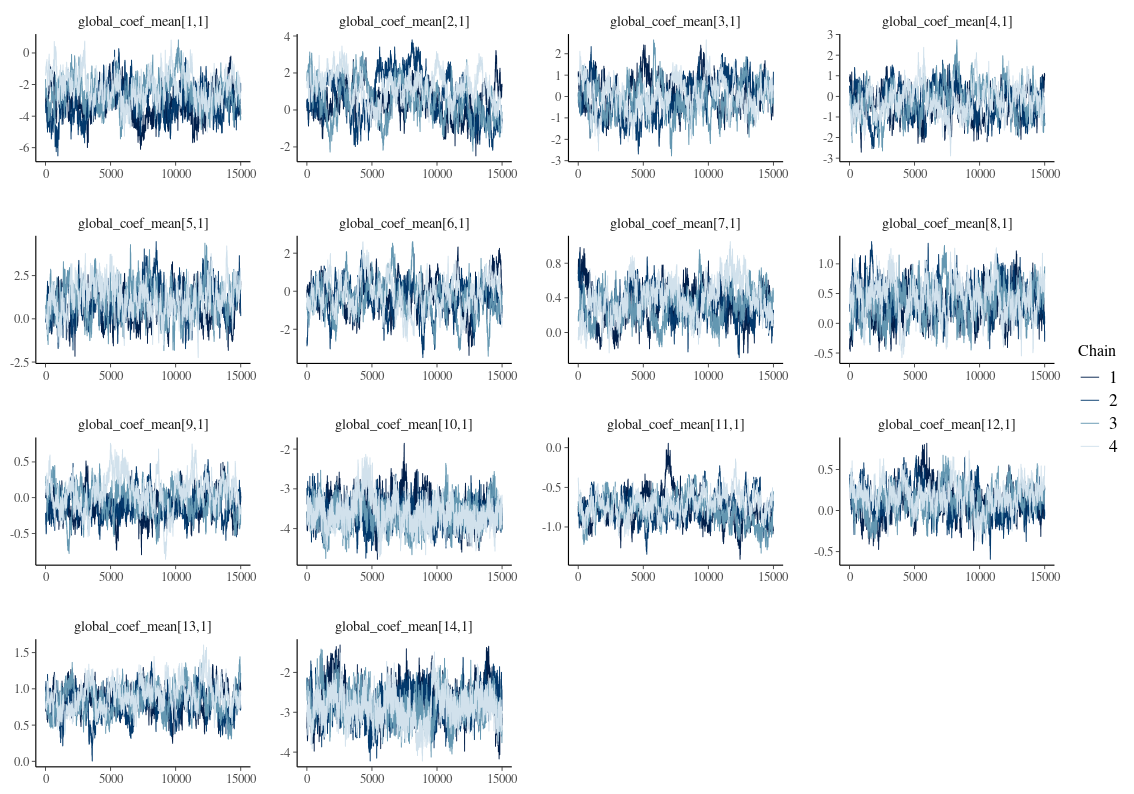 global_coef_mean[1,1]
0
-2
-4
-6
0 5000 10000 15000
global_coef_mean[2,1]
4
2
0
-2
0 5000 10000 15000
global_coef_mean[3,1]
2
1
0
-1
-2
-3
0 5000 10000 15000
global_coef_mean[4,1]
3
2
1
0
-1
-2
-3
0 5000 10000 15000
global_coef_mean[5,1]
2.5
0.0
-2.5
0 5000 10000 15000
global_coef_mean[6,1]
2
0
-2
0 5000 10000 15000
global_coef_mean[7,1]
0.8
0.4
0.0
0 5000 10000 15000
global_coef_mean[8,1]
1.0
0.5
0.0
-0.5
0 5000 10000 15000
global_coef_mean[9,1]
0.5
0.0
-0.5
0 5000 10000 15000
global_coef_mean[10,1]
-2
-3
-4
0 5000 10000 15000
global_coef_mean[11,1]
0.0
-0.5
-1.0
0 5000 10000 15000
global_coef_mean[12,1]
0.5
0.0
-0.5
0 5000 10000 15000
global_coef_mean[13,1]
1.5
1.0
0.5
0.0
0 5000 10000 15000
global_coef_mean[14,1]
-2
-3
-4
0 5000 10000 15000
Chain
1
2
3
4